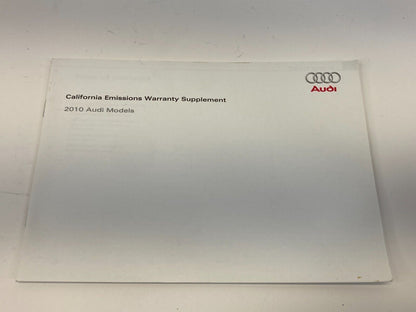 California Emissions Warranty Supplement
2010 Audi Models
Audi